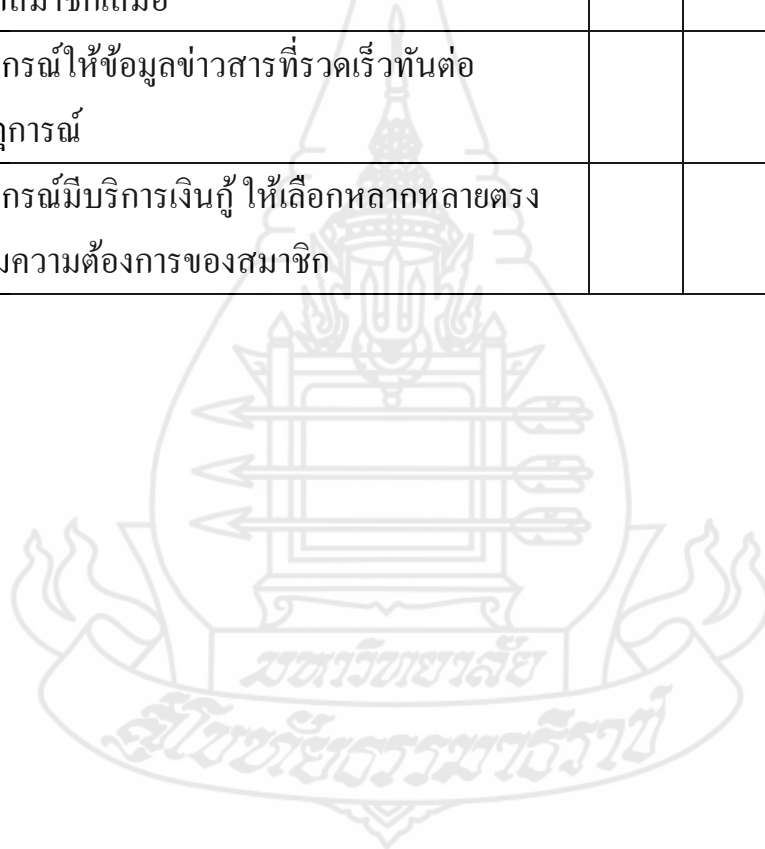 กรณ์ให้ข้อมูลข่าวสารที่รวดเร็วทันต่อ
การณ์
กรณ์มีบริการเงินกู้ ให้เลือกหลากหลายตรง
ความต้องการของสมาชิก
มหาวิทยาลัย
สุโขทัยธรรมาธิราช